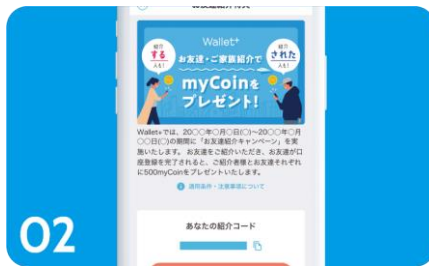 紹介
する
人も!
Wallet+
お友達・ご家族紹介で
myCoinを
プレゼント!
紹介
された
人も!
Wallet+では、20○○年○月○日(○)~20○○年○月
○○日(○)の期間に「お友達紹介キャンペーン」を実
施いたします。 お友達をご紹介いただき、お友達が口
座登録を完了されると、ご紹介者様とお友達それぞれ
に500myCoinをプレゼントいたします。
適用条件・注意事項について
あなたの紹介コード
02